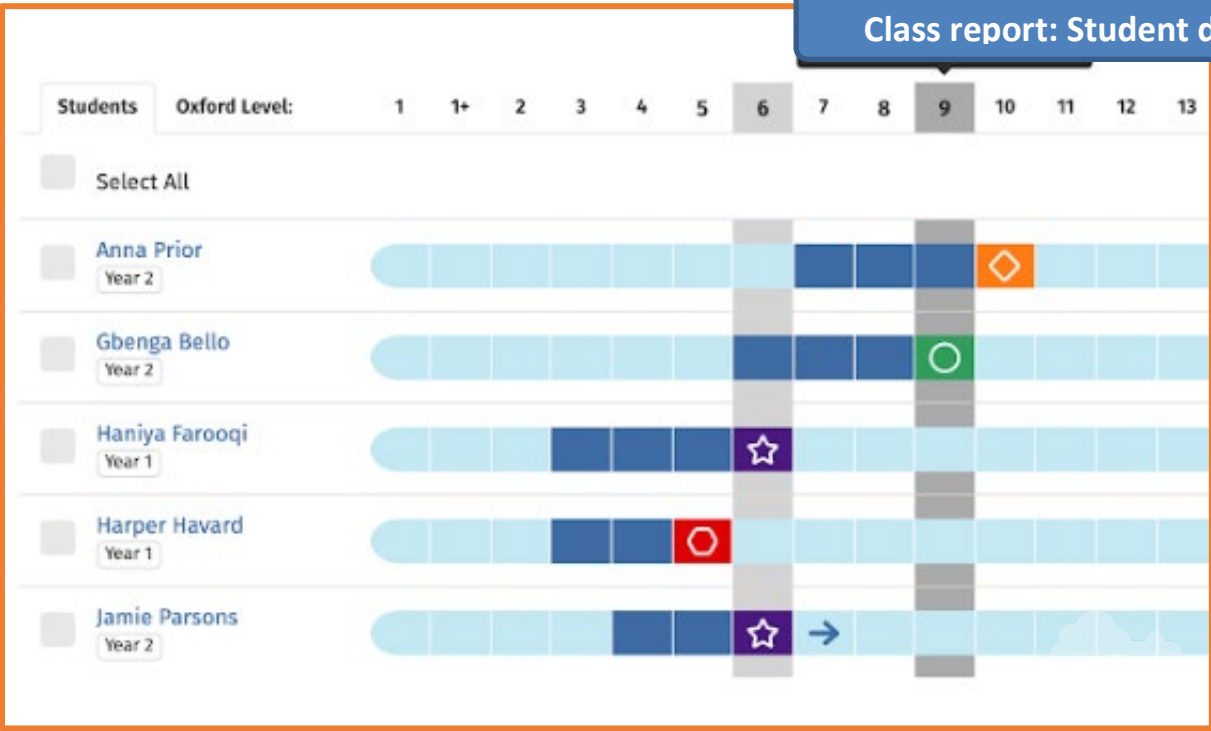 Class report: Student d
Students Oxford Level: 1 1+ 2 3 4 5 6 7 8 9 10 11 12 13
Select All
Anna Prior
Year 2
Gbenga Bello
Year 2
Haniya Farooqi
Year 1
Harper Havard
Year 1
Jamie Parsons
Year 2